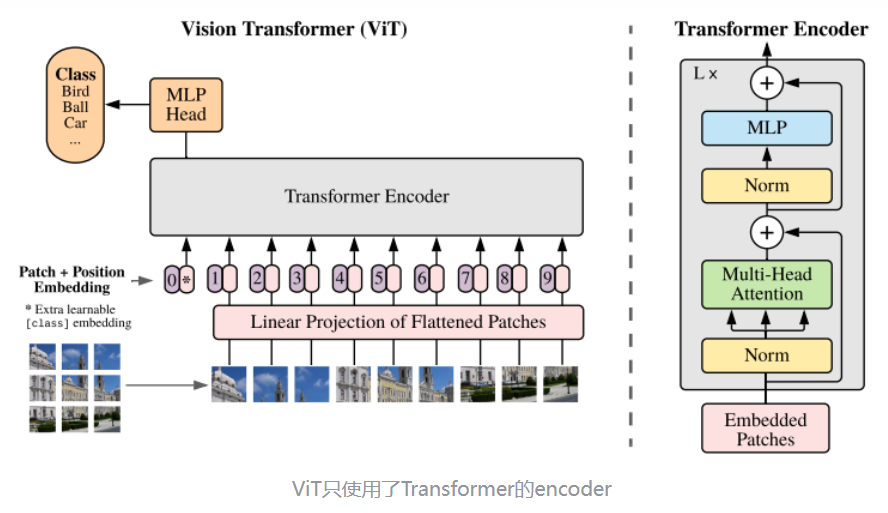 Vision Transformer (ViT)
Class
Bird
Ball
Car
...
MLP
Head
Transformer Encoder
Patch + Position
Embedding
0 * 1 2 3 4 5 6 7 8 9
* Extra learnable
[class] embedding
Linear Projection of Flattened Patches
Transformer Encoder
L x
+
MLP
Norm
+
Multi-Head
Attention
Norm
Embedded
Patches
ViT只使用了Transformer的encoder